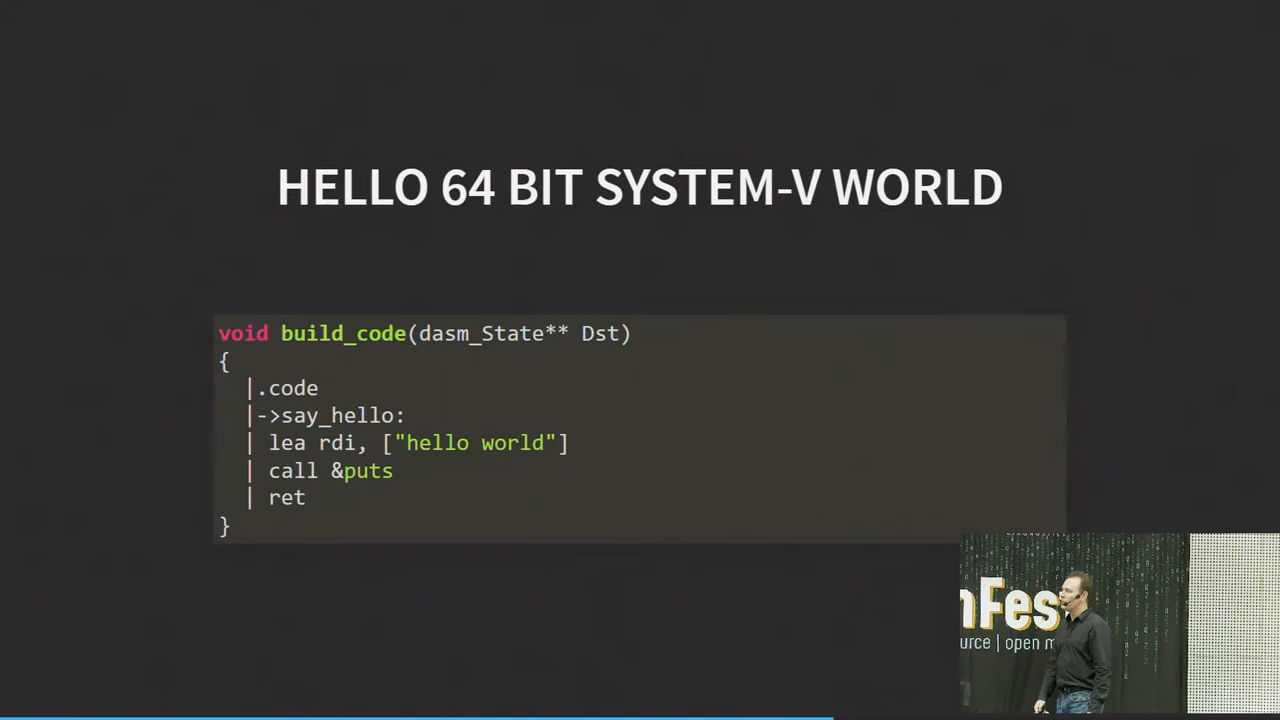 HELLO 64 BIT SYSTEM-V WORLD
void build_code(dasm_State** Dst)
{
|.code
|->say_hello:
| lea rdi, ["hello world"]
| call &puts
| ret
}
nFes
urce | open m